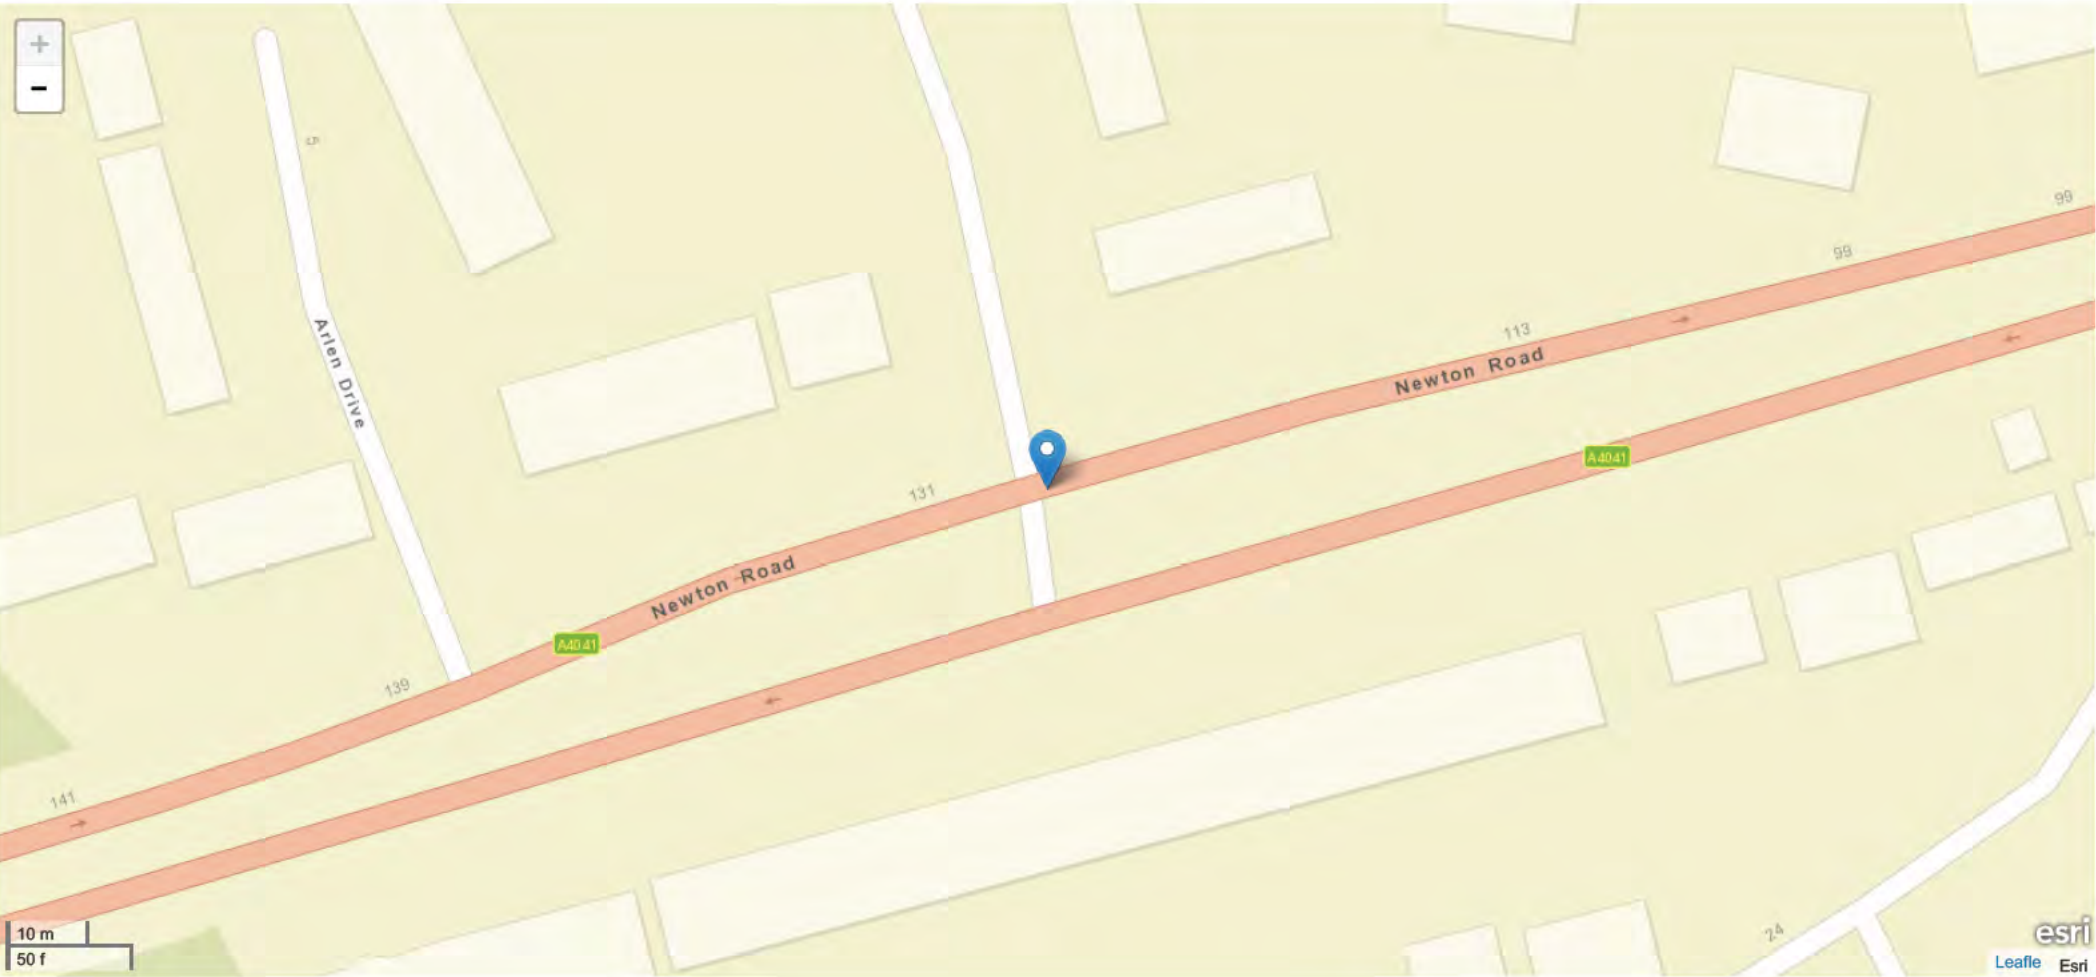 +
-
5
Arlen Drive
99
99
113
Newton Road
A4041
131
Newton Road
A4041
139
141
10 m
50 f
24
esri
Leafle Esri